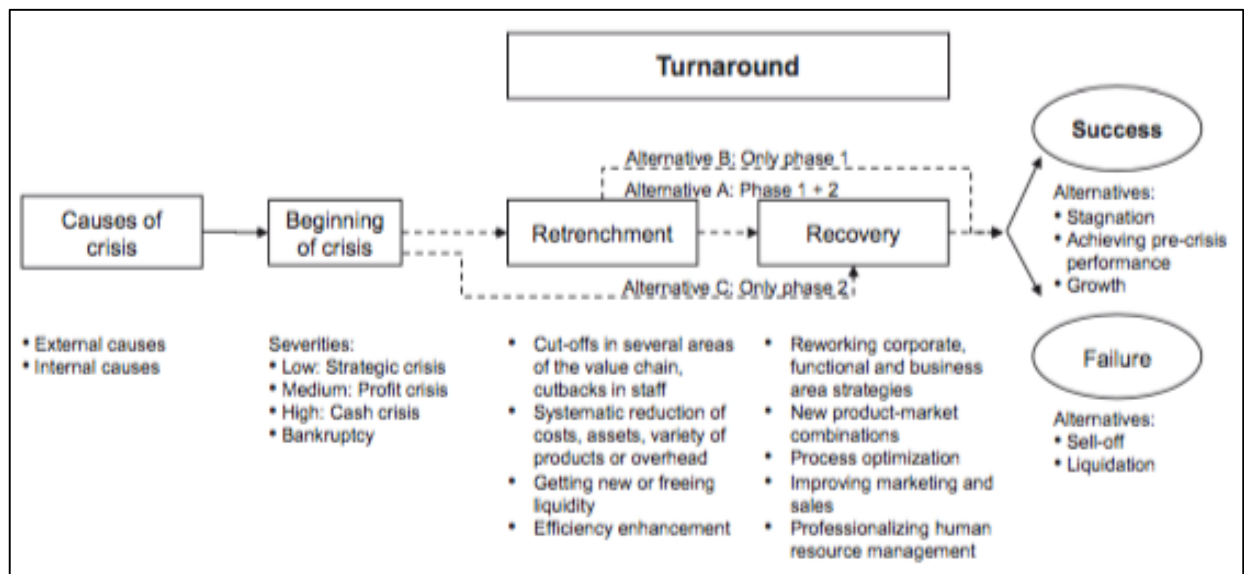 Turnaround
Success
Alternative B: Only phase 1
Alternative A: Phase 1 + 2
Alternatives:
• Stagnation
• Achieving pre-crisis
performance
• Growth
Causes of
crisis
Beginning
of crisis
Retrenchment
Recovery
Alternative C: Only phase 2
• External causes
• Internal causes
Severities:
• Low: Strategic crisis
• Medium: Profit crisis
• High: Cash crisis
• Bankruptcy
• Cut-offs in several areas
of the value chain,
cutbacks in staff
• Systematic reduction of
costs, assets, variety of
products or overhead
• Getting new or freeing
liquidity
• Efficiency enhancement
• Reworking corporate,
functional and business
area strategies
• New product-market
combinations
• Process optimization
• Improving marketing and
sales
• Professionalizing human
resource management
Failure
Alternatives:
• Sell-off
• Liquidation